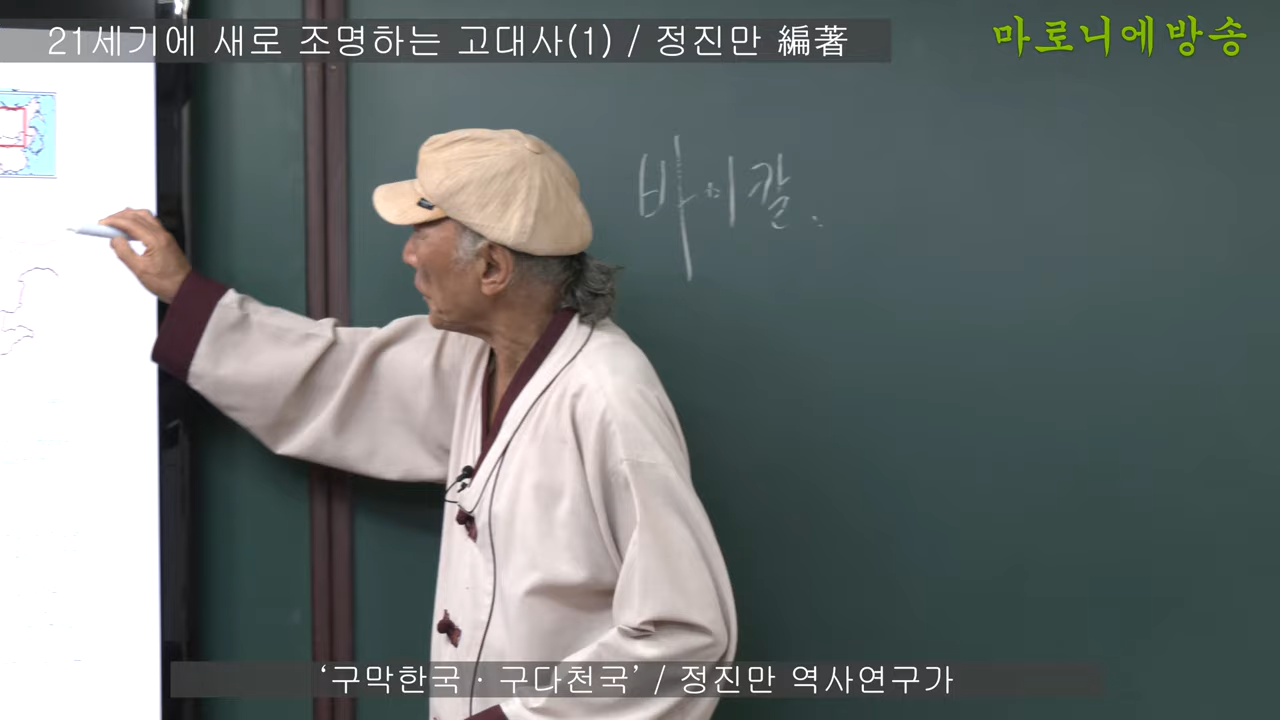 21세기에 새로 조명하는 고대사(1) / 정진만 編著
마로니에방송
바이칼.
‘구막한국 · 구다천국’ / 정진만 역사연구가